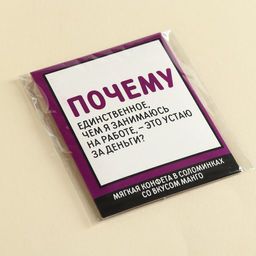 ПОЧЕМУ
ЕДИНСТВЕННОЕ,
ЧЕМ Я ЗАНИМАЮСЬ
НА РАБОТЕ, – ЭТО УСТАЮ
ЗА ДЕНЬГИ?
МЯГКАЯ КОНФЕТА В СОЛОМИНКАХ
СО ВКУСОМ МАНГО